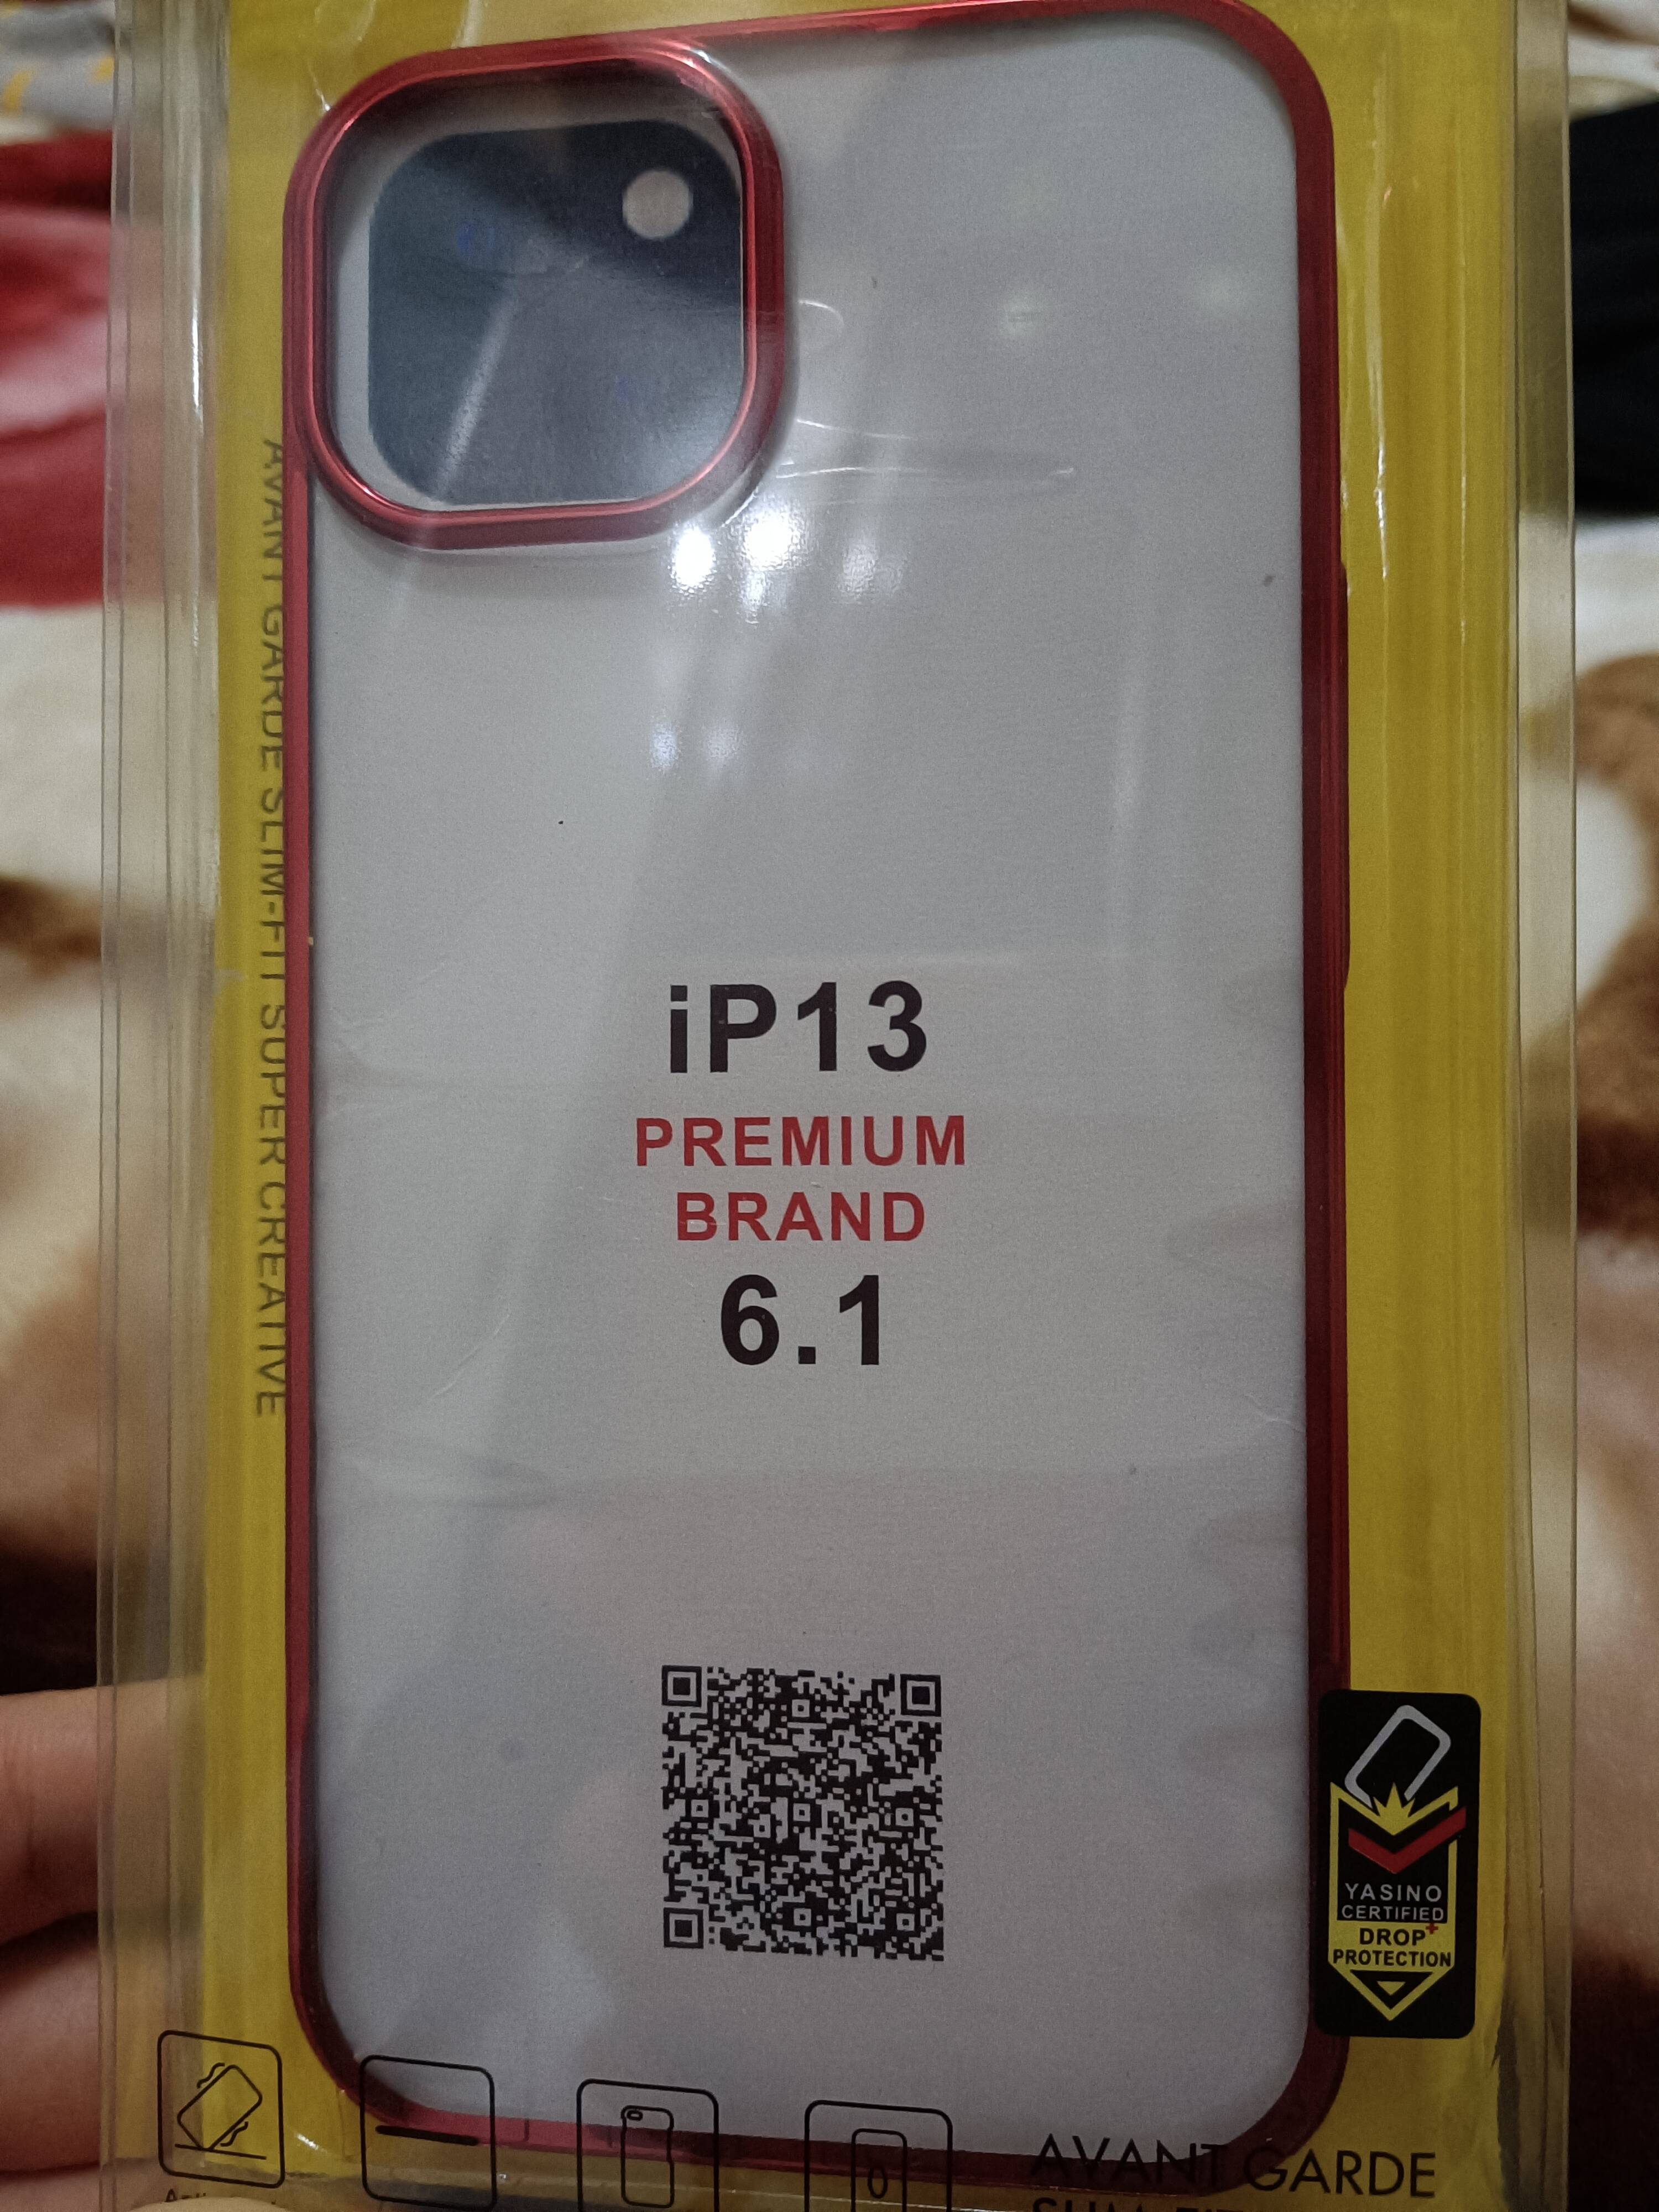 AVANT GARDE SLIM-FIT SUPER CREATIVE
iP13
PREMIUM
BRAND
6.1
YASINO
CERTIFIED
DROP+
PROTECTION
AVANT GARDE